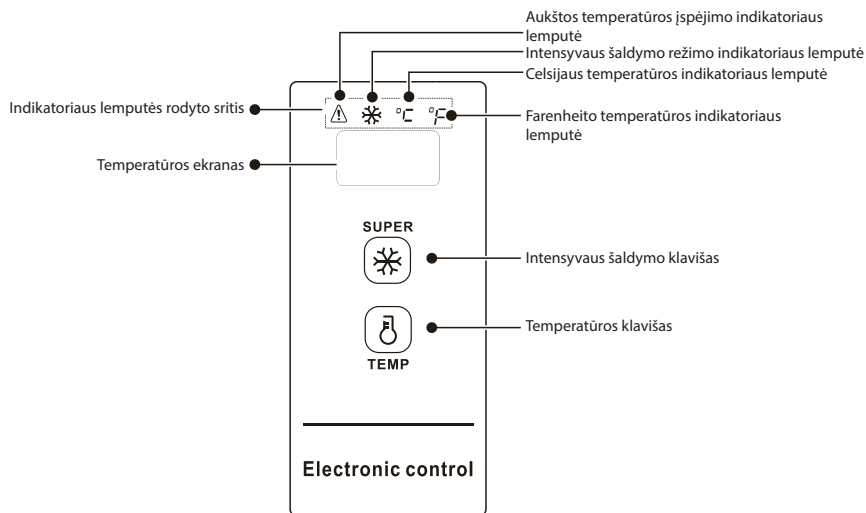 Aukštos temperatūros įspėjimo indikatoriaus
lemputė
Intensyvaus šaldymo režimo indikatoriaus lemputė
Celsijaus temperatūros indikatoriaus lemputė
Indikatoriaus lemputės rodyto sritis
°C °F
Farenheito temperatūros indikatoriaus
lemputė
Temperatūros ekranas
SUPER
Intensyvaus šaldymo klavišas
Temperatūros klavišas
TEMP
Electronic control